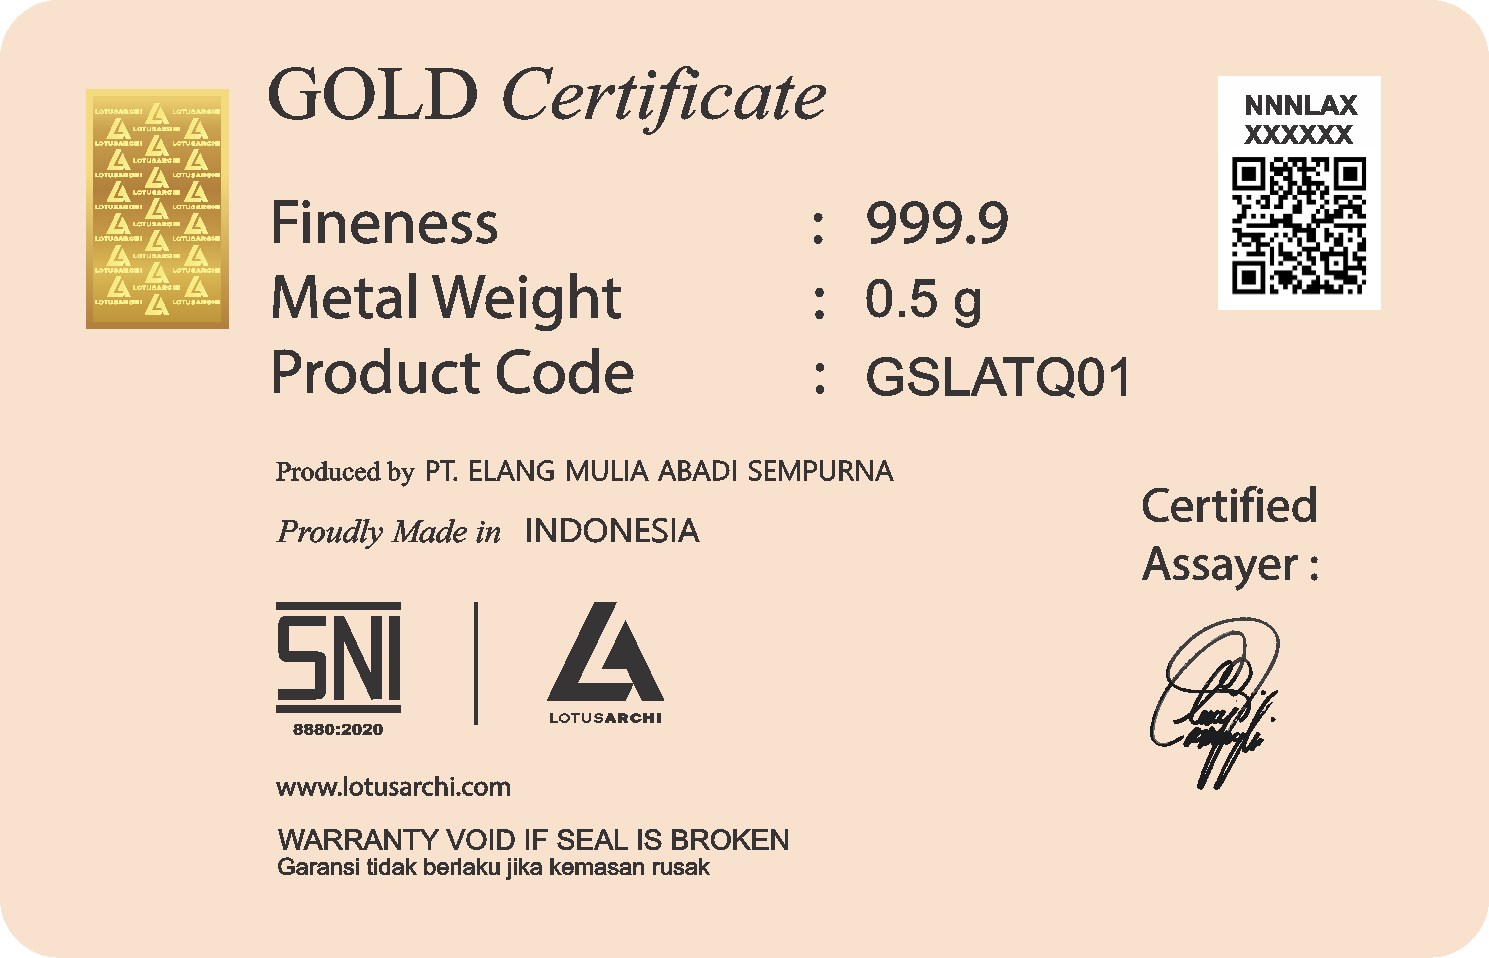 GOLD Certificate
NNNLAX
XXXXXX
Fineness : 999.9
Metal Weight : 0.5 g
Product Code : GSLATQ01
Produced by PT. ELANG MULIA ABADI SEMPURNA
Proudly Made in INDONESIA
Certified
Assayer :
SNI
8880:2020
LA
LOTUSARCHI
www.lotusarchi.com
WARRANTY VOID IF SEAL IS BROKEN
Garansi tidak berlaku jika kemasan rusak